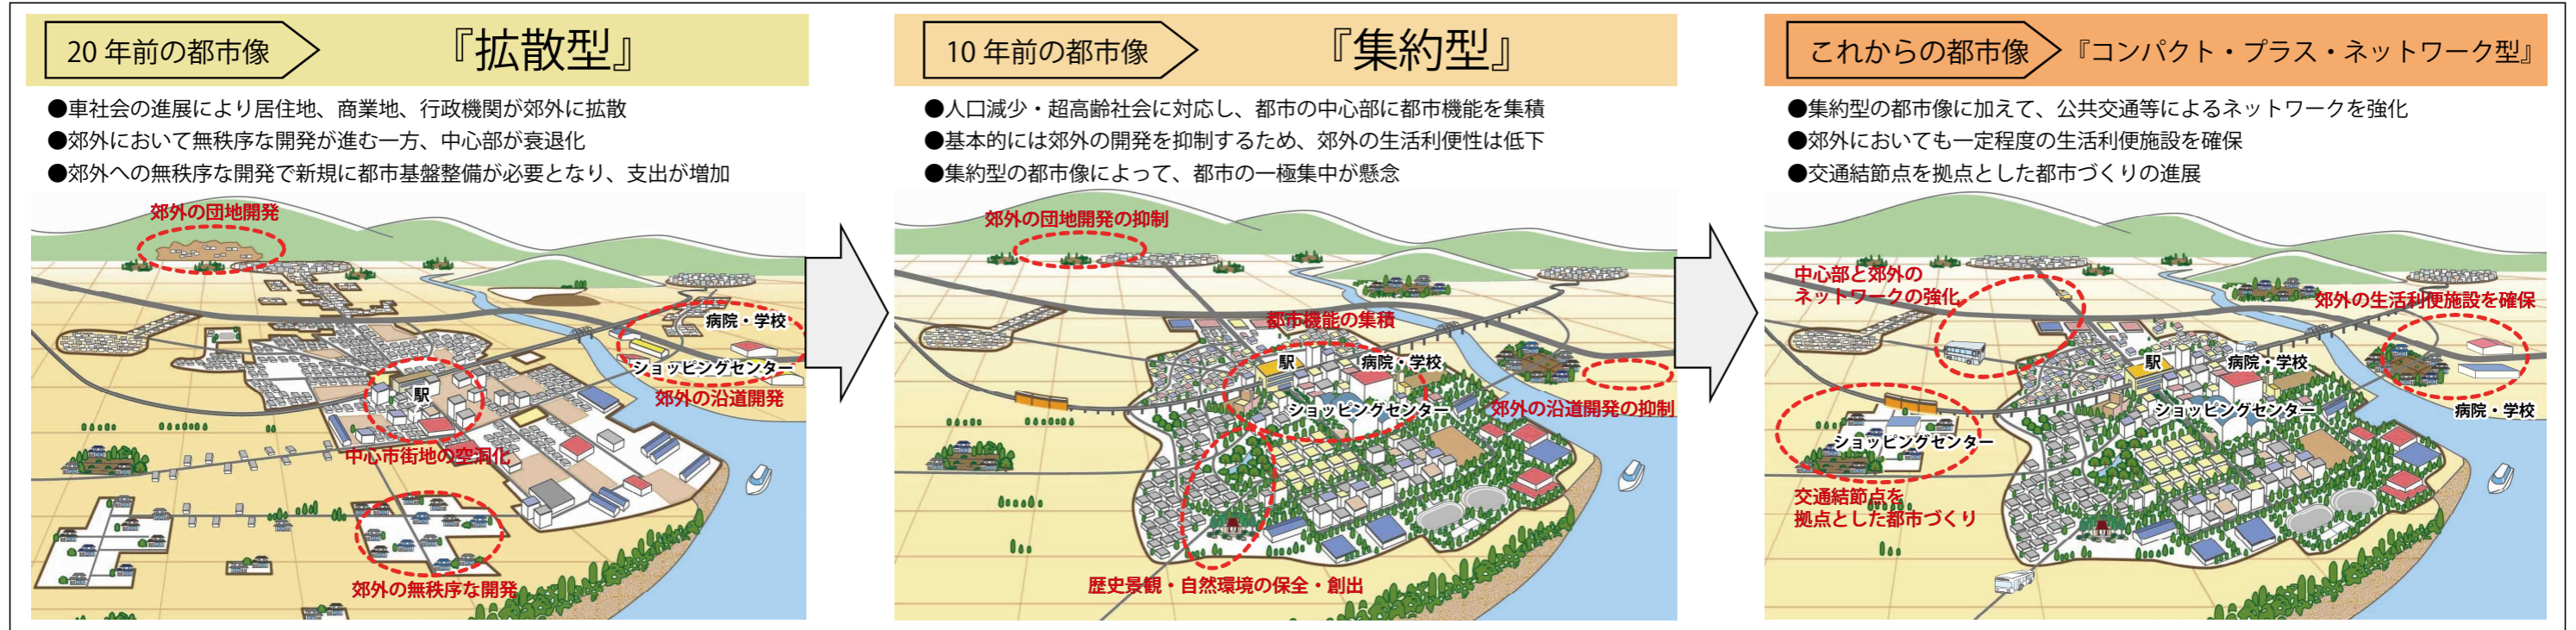 20年前の都市像
『拡散型』
●車社会の進展により居住地、商業地、行政機関が郊外に拡散
●郊外において無秩序な開発が進む一方、中心部が衰退化
●郊外への無秩序な開発で新規に都市基盤整備が必要となり、支出が増加
郊外の団地開発
病院・学校
ショッピングセンター
郊外の沿道開発
駅
中心市街地の空洞化
郊外の無秩序な開発
10年前の都市像
『集約型』
●人口減少・超高齢社会に対応し、都市の中心部に都市機能を集積
●基本的には郊外の開発を抑制するため、郊外の生活利便性は低下
●集約型の都市像によって、都市の一極集中が懸念
郊外の団地開発の抑制
都市機能の集積
駅
病院・学校
ショッピングセンター
郊外の沿道開発の抑制
歴史景観・自然環境の保全・創出
これからの都市像
『コンパクト・プラス・ネットワーク型』
●集約型の都市像に加えて、公共交通等によるネットワークを強化
●郊外においても一定程度の生活利便施設を確保
●交通結節点を拠点とした都市づくりの進展
中心部と郊外の
ネットワークの強化
郊外の生活利便施設を確保
駅
病院・学校
ショッピングセンター
病院・学校
ショッピングセンター
交通結節点を
拠点とした都市づくり